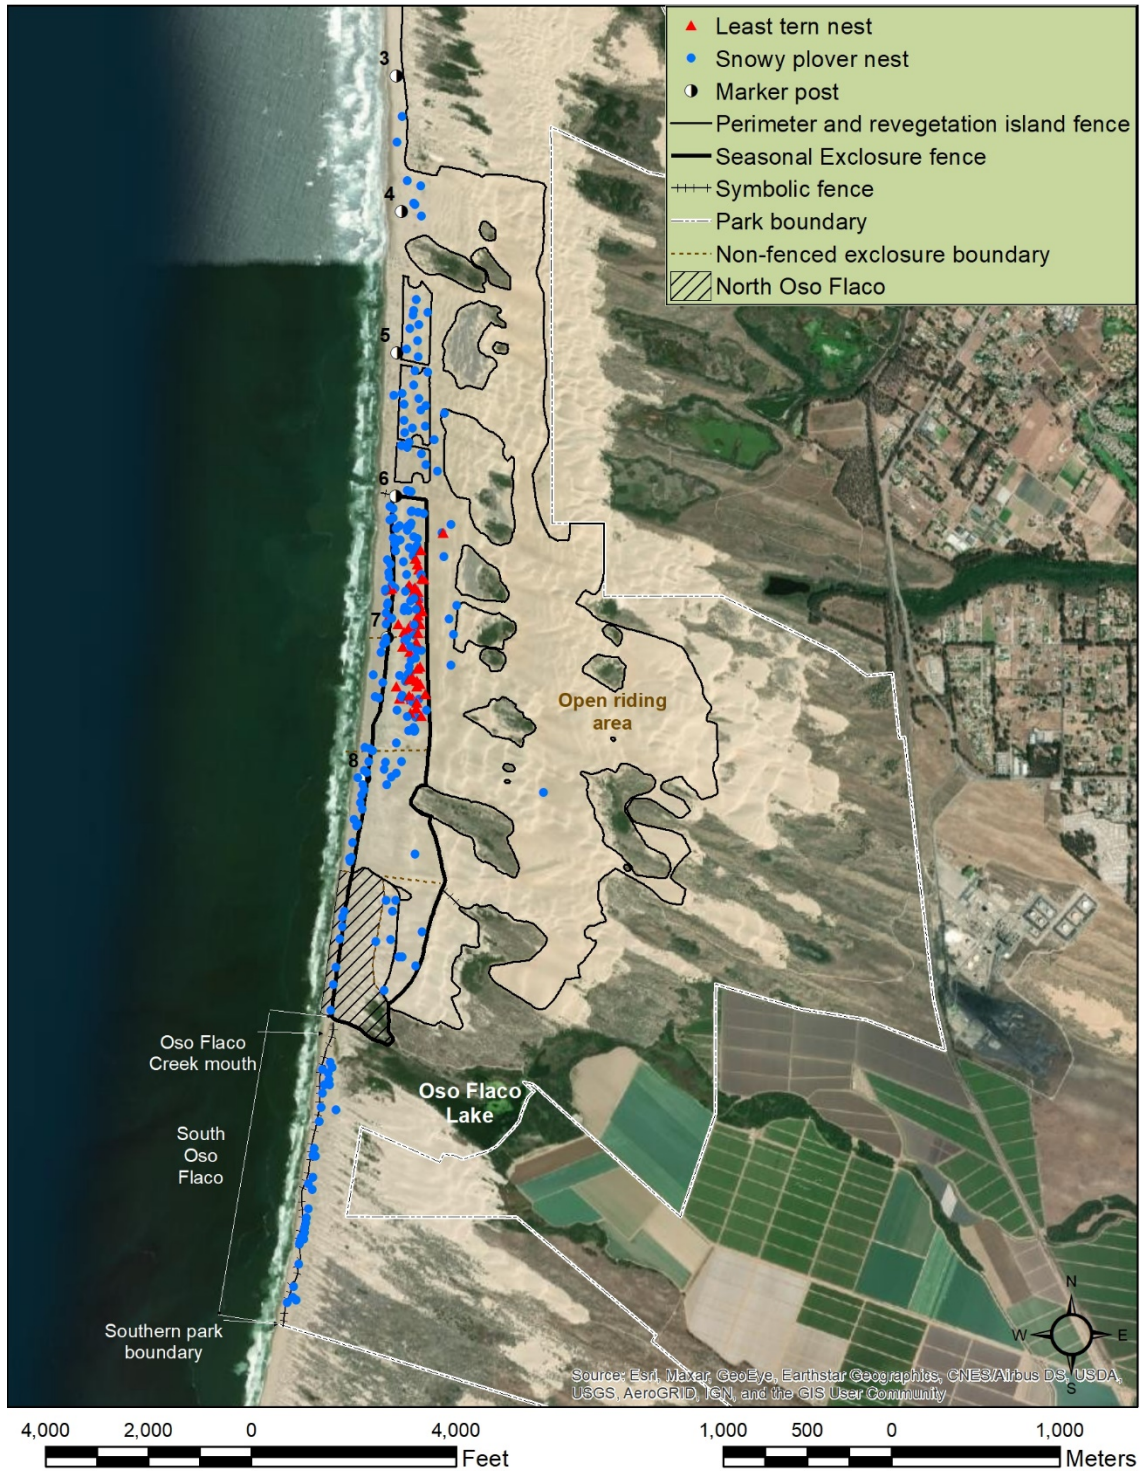 Least tern nest
Snowy plover nest
Marker post
Perimeter and revegetation island fence
Seasonal Exclosure fence
Symbolic fence
Park boundary
Non-fenced exclosure boundary
North Oso Flaco
3
4
5
6
7
8
Open riding
area
Oso Flaco
Creek mouth
Oso Flaco
Lake
South
Oso
Flaco
Southern park
boundary
N
W
E
S
Source: Esri, Maxar, GeoEye, Earthstar Geographics, CNES/Airbus DS, USDA,
USGS, AeroGRID, IGN, and the GIS User Community
4,000 2,000 0 4,000
Feet
1,000 500 0 1,000
Meters